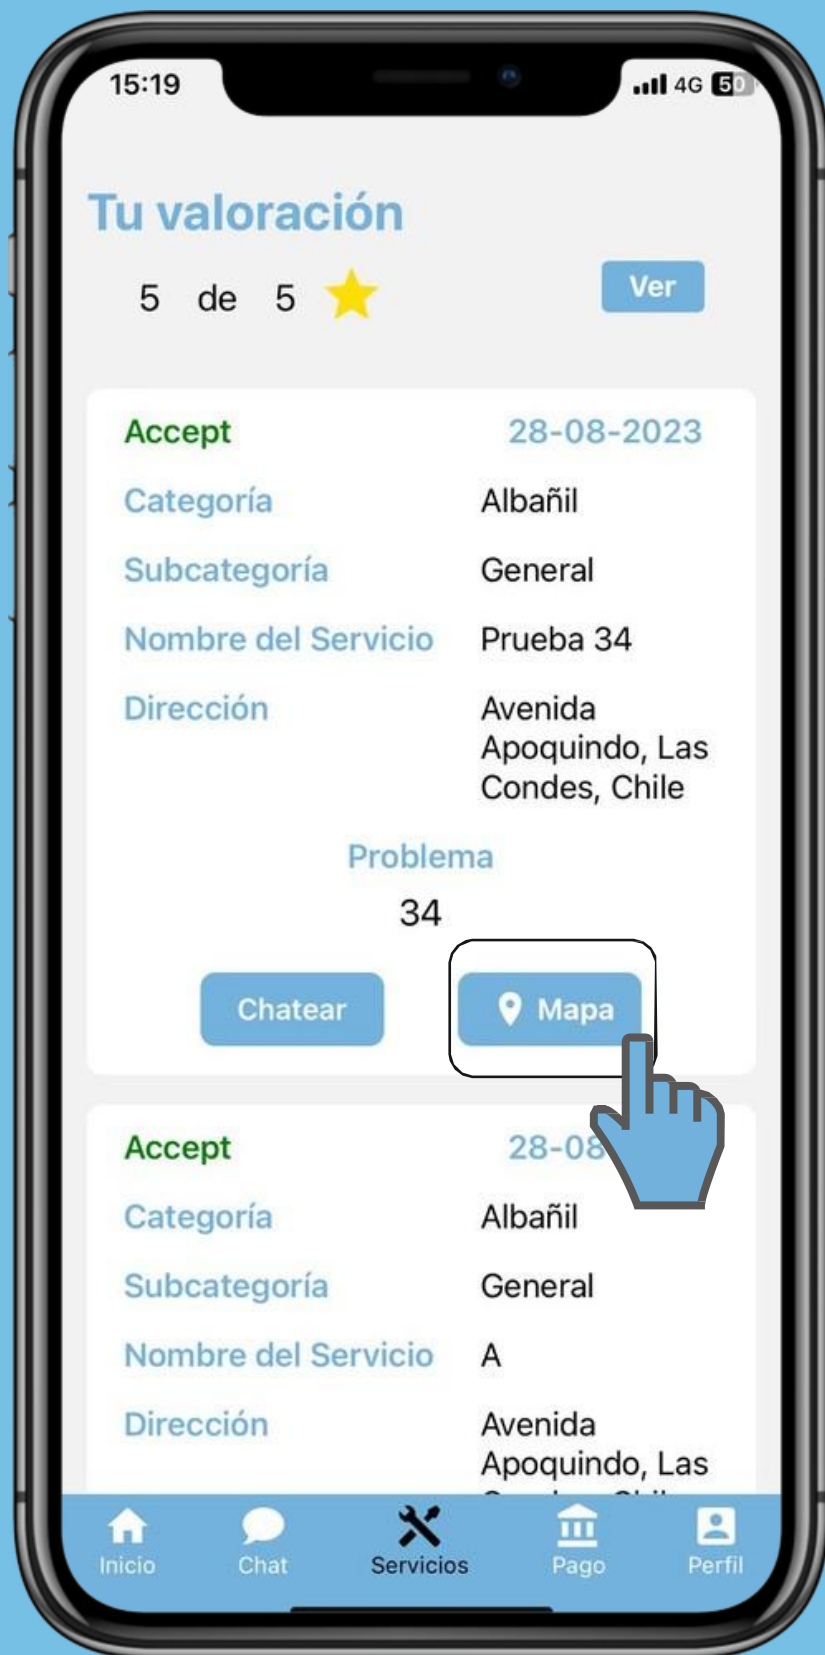 15:19 4G 50
Tu valoración
5 de 5 Ver
Accept 28-08-2023
Categoría Albañil
Subcategoría General
Nombre del Servicio Prueba 34
Dirección Avenida
Apoquindo, Las
Condes, Chile
Problema
34
Chatear Mapa
Accept 28-08
Categoría Albañil
Subcategoría General
Nombre del Servicio A
Dirección Avenida
Apoquindo, Las
Inicio Chat Servicios Pago Perfil